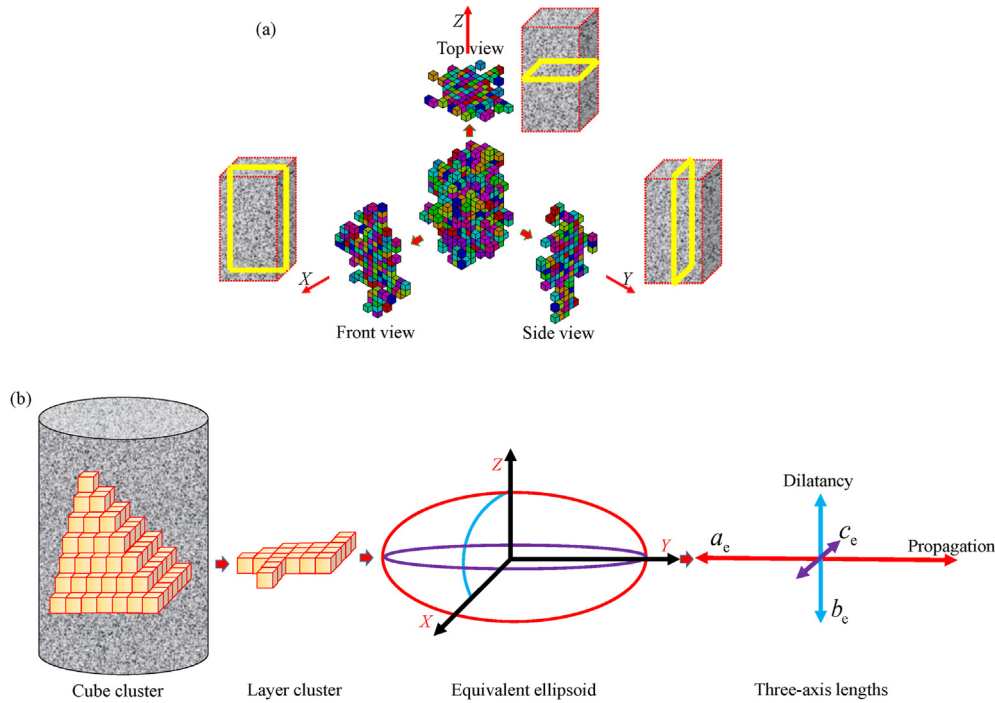 (a)
Z
Top view
X
Y
Front view
Side view
(b)
Z
Y
X
Dilatancy
a_e
c_e
Propagation
b_e
Cube cluster
Layer cluster
Equivalent ellipsoid
Three-axis lengths